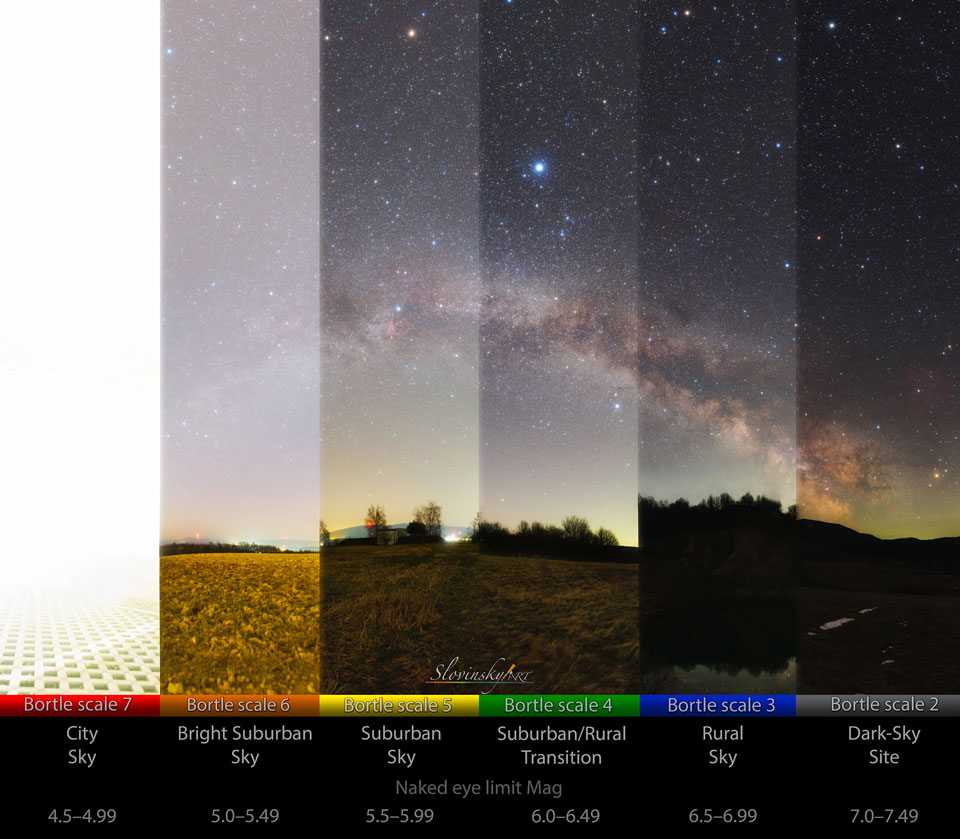 SlovinskyArt
Bortle scale 7 Bortle scale 6 Bortle scale 5 Bortle scale 4 Bortle scale 3 Bortle scale 2
City Bright Suburban Suburban Suburban/Rural Rural Dark-Sky
Sky Sky Sky Transition Sky Site
Naked eye limit Mag
4.5–4.99 5.0–5.49 5.5–5.99 6.0–6.49 6.5–6.99 7.0–7.49